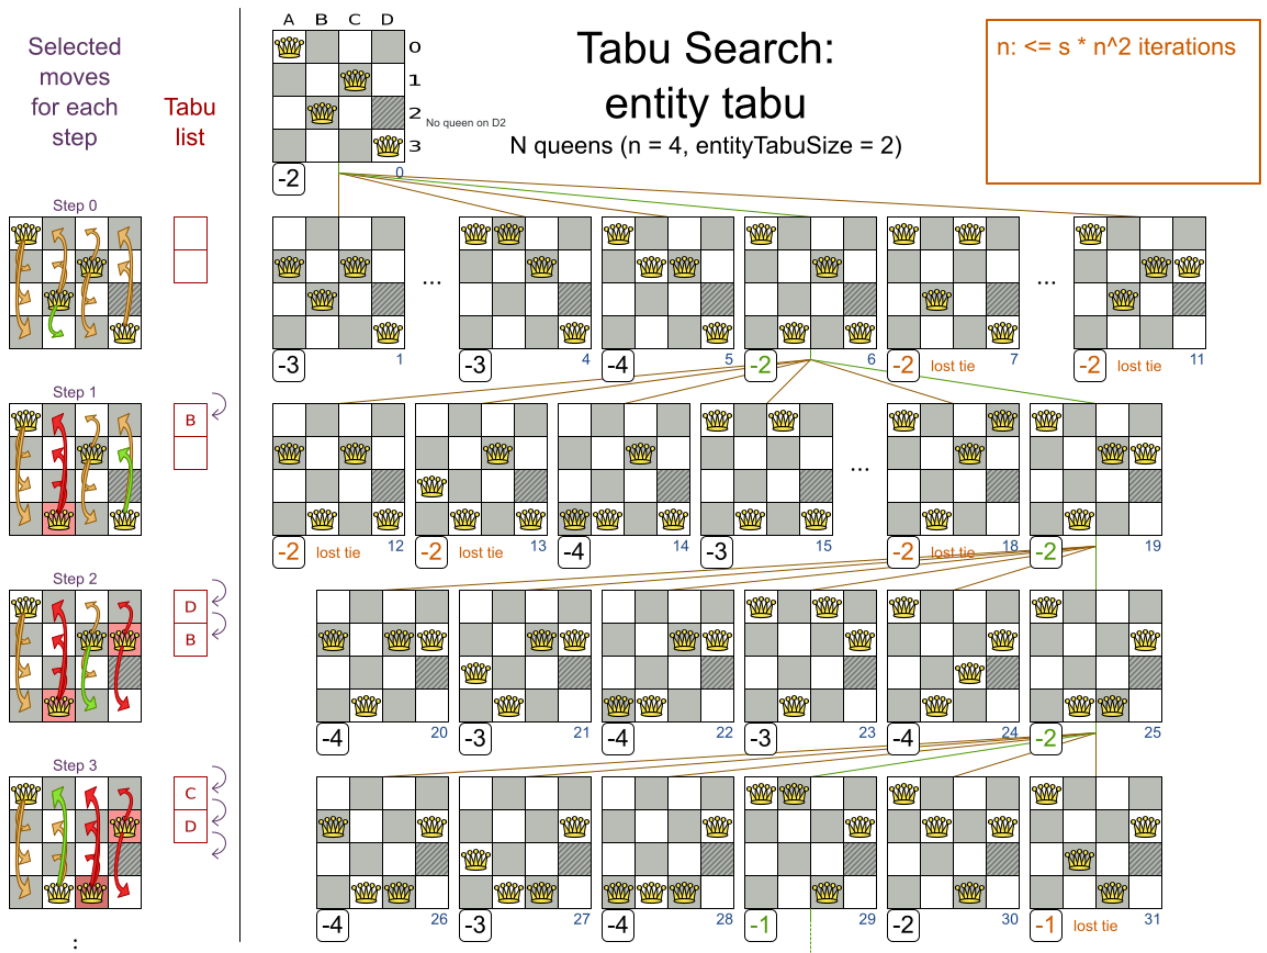 Selected
moves
for each
step
Tabu
list
A B C D
0
1
2
3
No queen on D2
-2
0
Tabu Search:
entity tabu
N queens (n = 4, entityTabuSize = 2)
n: <= s * n^2 iterations
Step 0
...
...
-3 1
-3 4
-4 5
-2 6
-2 lost tie 7
-2 lost tie 11
Step 1
B
...
-2 lost tie 12
-2 lost tie 13
-4 14
-3 15
-2 lost tie 18
-2 19
Step 2
D
B
-4 20
-3 21
-4 22
-3 23
-4 24
-2 25
Step 3
C
D
-4 26
-3 27
-4 28
-1 29
-2 30
-1 lost tie 31
: